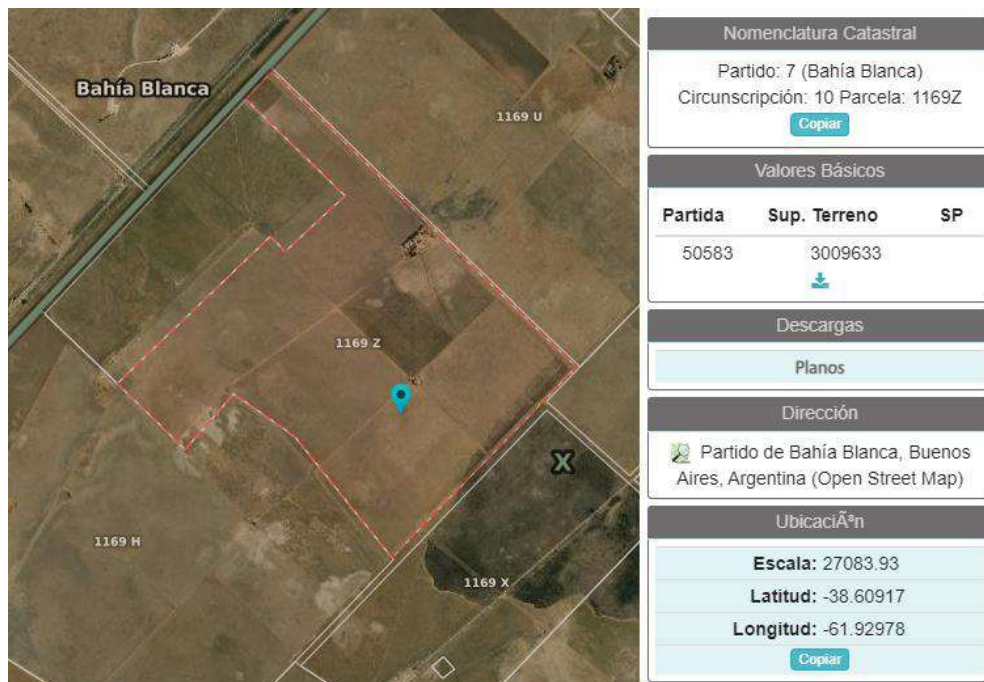 Bahía Blanca
1169 U
1169 Z
X
1169 H
1169 X
Nomenclatura Catastral
Partido: 7 (Bahía Blanca)
Circunscripción: 10 Parcela: 1169Z
Copiar
Valores Básicos
Partida Sup. Terreno SP
50583 3009633
Descargas
Planos
Dirección
Partido de Bahía Blanca, Buenos
Aires, Argentina (Open Street Map)
UbicaciÃªn
Escala: 27083.93
Latitud: -38.60917
Longitud: -61.92978
Copiar